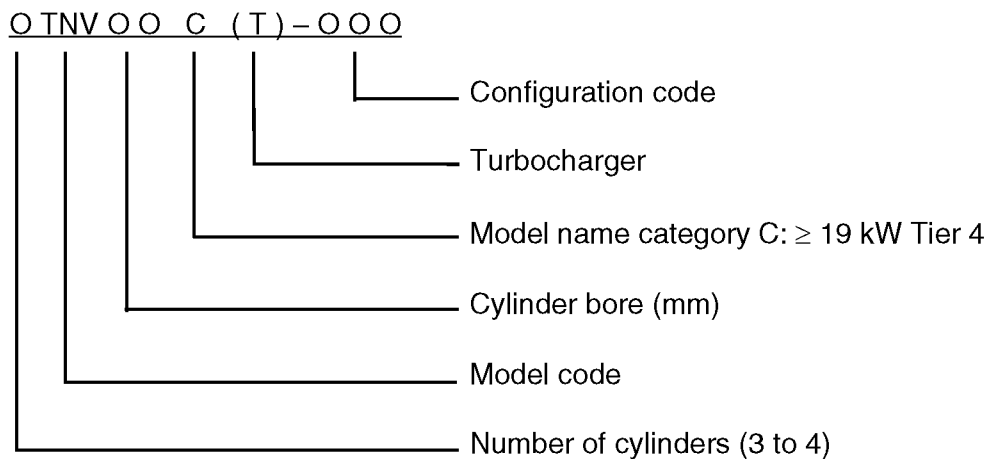 O TNV O O C ( T ) – O O O
Configuration code
Turbocharger
Model name category C: ≥ 19 kW Tier 4
Cylinder bore (mm)
Model code
Number of cylinders (3 to 4)